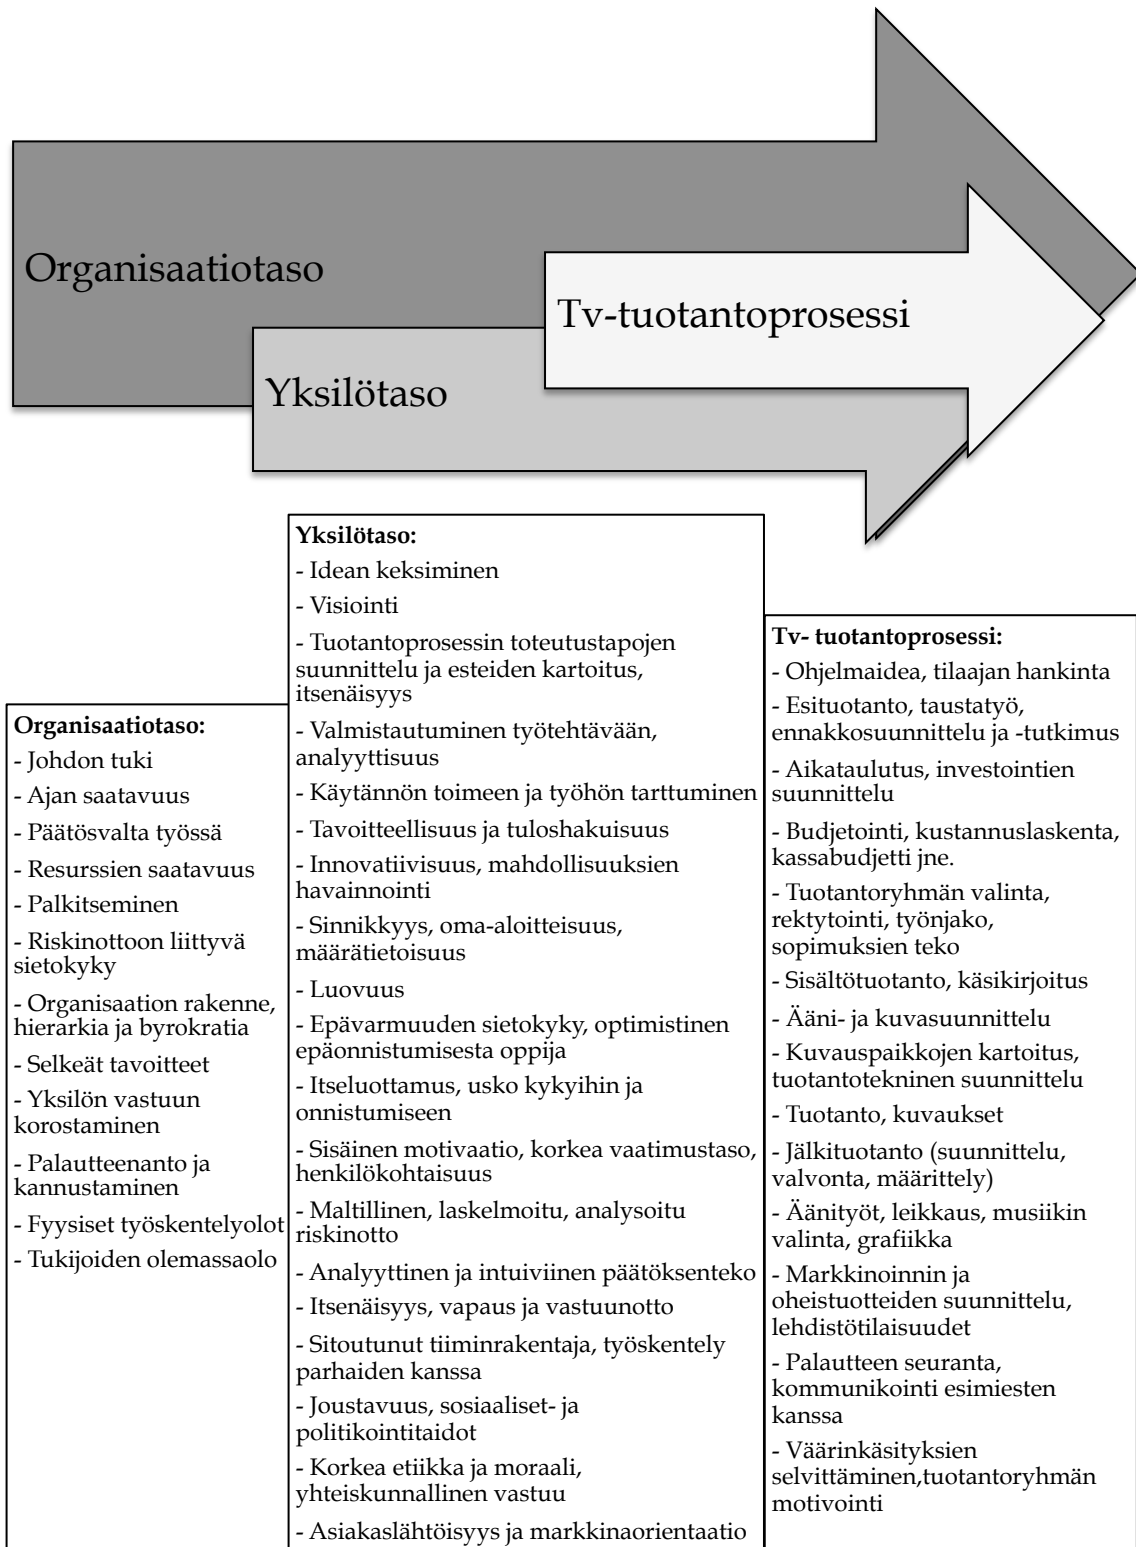 Organisaatiotaso
Yksilötaso
Tv-tuotantoprosessi
Organisaatiotaso:
- Johdon tuki
- Ajan saatavuus
- Päätösvalta työssä
- Resurssien saatavuus
- Palkitseminen
- Riskinottoon liittyvä
sietokyky
- Organisaation rakenne,
hierarkia ja byrokratia
- Selkeät tavoitteet
- Yksilön vastuun
korostaminen
- Palautteenanto ja
kannustaminen
- Fyysiset työskentelyolot
- Tukijoiden olemassaolo
Yksilötaso:
- Idean keksiminen
- Visiointi
- Tuotantoprosessin toteutustapojen
suunnittelu ja esteiden kartoitus,
itsenäisyys
- Valmistautuminen työtehtävään,
analyyttisuus
- Käytännön toimeen ja työhön tarttuminen
- Tavoitteellisuus ja tuloshakuisuus
- Innovatiivisuus, mahdollisuuksien
havainnointi
- Sinnikkyys, oma-aloitteisuus,
määrätietoisuus
- Luovuus
- Epävarmuuden sietokyky, optimistinen
epäonnistumisesta oppija
- Itseluottamus, usko kykyihin ja
onnistumiseen
- Sisäinen motivaatio, korkea vaatimustaso,
henkilökohtaisuus
- Maltillinen, laskelmoitu, analysoitu
riskinotto
- Analyyttinen ja intuiviinen päätöksenteko
- Itsenäisyys, vapaus ja vastuunotto
- Sitoutunut tiiminrakentaja, työskentely
parhaiden kanssa
- Joustavuus, sosiaaliset- ja
politikointitaidot
- Korkea etiikka ja moraali,
yhteiskunnallinen vastuu
- Asiakaslähtöisyys ja markkinaorientaatio
Tv- tuotantoprosessi:
- Ohjelmaidea, tilaajan hankinta
- Esituotanto, taustatyö,
ennakkosuunnittelu ja -tutkimus
- Aikataulutus, investointien
suunnittelu
- Budjetointi, kustannuslaskenta,
kassabudjetti jne.
- Tuotantoryhmän valinta,
rektytointi, työnjako,
sopimuksien teko
- Sisältötuotanto, käsikirjoitus
- Ääni- ja kuvasuunnittelu
- Kuvauspaikkojen kartoitus,
tuotantotekninen suunnittelu
- Tuotanto, kuvaukset
- Jälkituotanto (suunnittelu,
valvonta, määrittely)
- Äänityöt, leikkaus, musiikin
valinta, grafiikka
- Markkinoinnin ja
oheistuotteiden suunnittelu,
lehdistötilaisuudet
- Palautteen seuranta,
kommunikointi esimiesten
kanssa
- Väärinkäsityksien
selvittäminen,tuotantoryhmän
motivointi